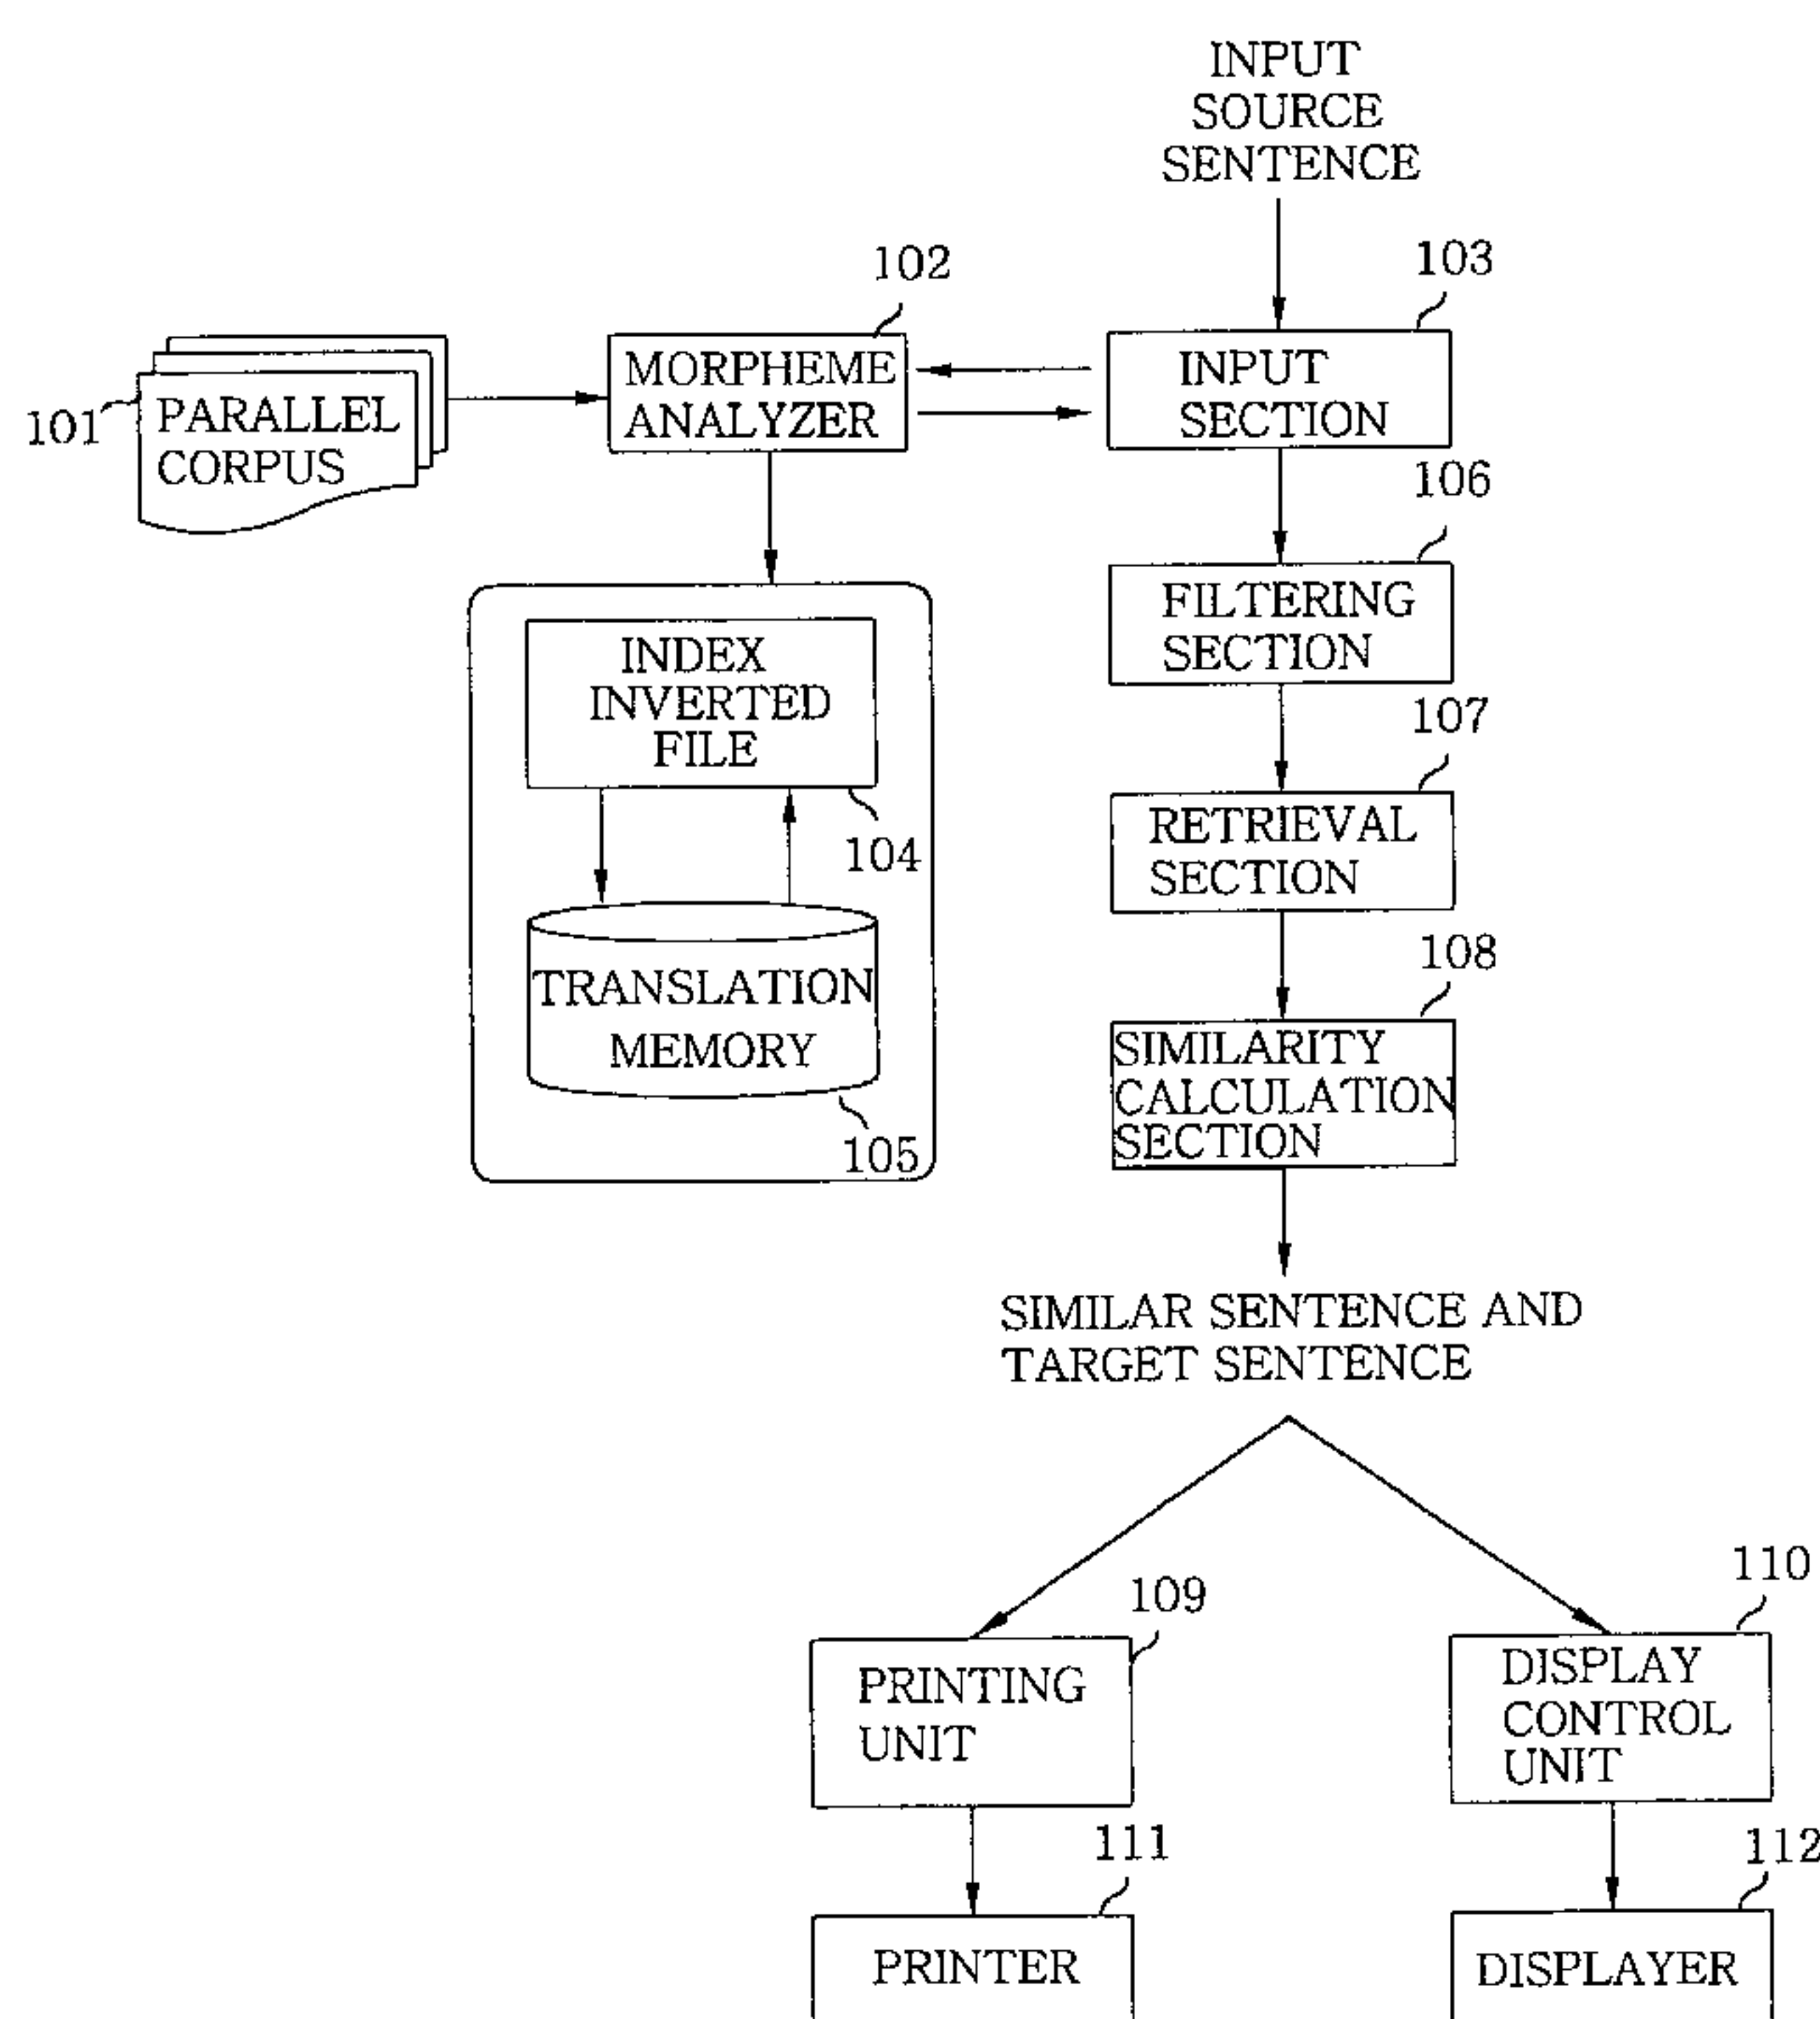 INPUT
SOURCE
SENTENCE
102
103
MORPHEME
ANALYZER
INPUT
SECTION
101
PARALLEL
CORPUS
106
FILTERING
SECTION
INDEX
INVERTED
FILE
104
107
RETRIEVAL
SECTION
TRANSLATION
MEMORY
105
108
SIMILARITY
CALCULATION
SECTION
SIMILAR SENTENCE AND
TARGET SENTENCE
109
110
PRINTING
UNIT
DISPLAY
CONTROL
UNIT
111
112
PRINTER
DISPLAYER